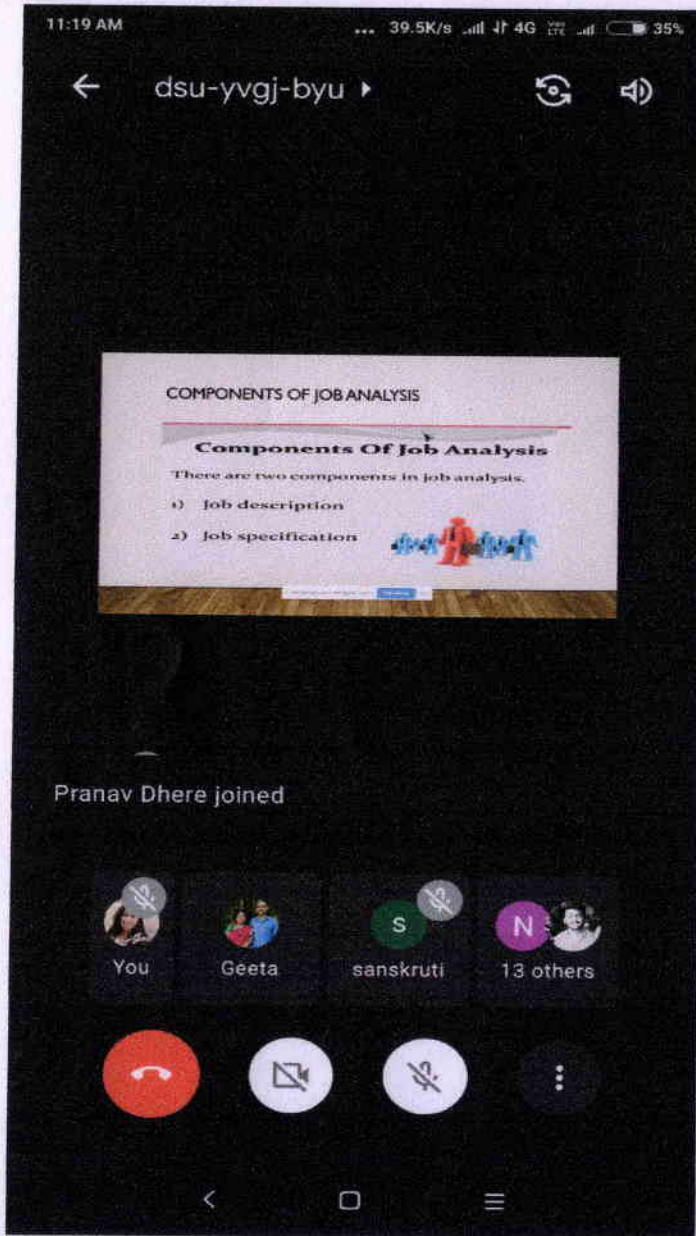 11:19 AM
... 39.5K/s 4G Vo LTE 35%
dsu-yvgj-byu
COMPONENTS OF JOB ANALYSIS
Components Of Job Analysis
There are two components in job analysis.
1) Job description
2) Job specification
Pranav Dhere joined
S
N
You
Geeta
sanskruti
13 others